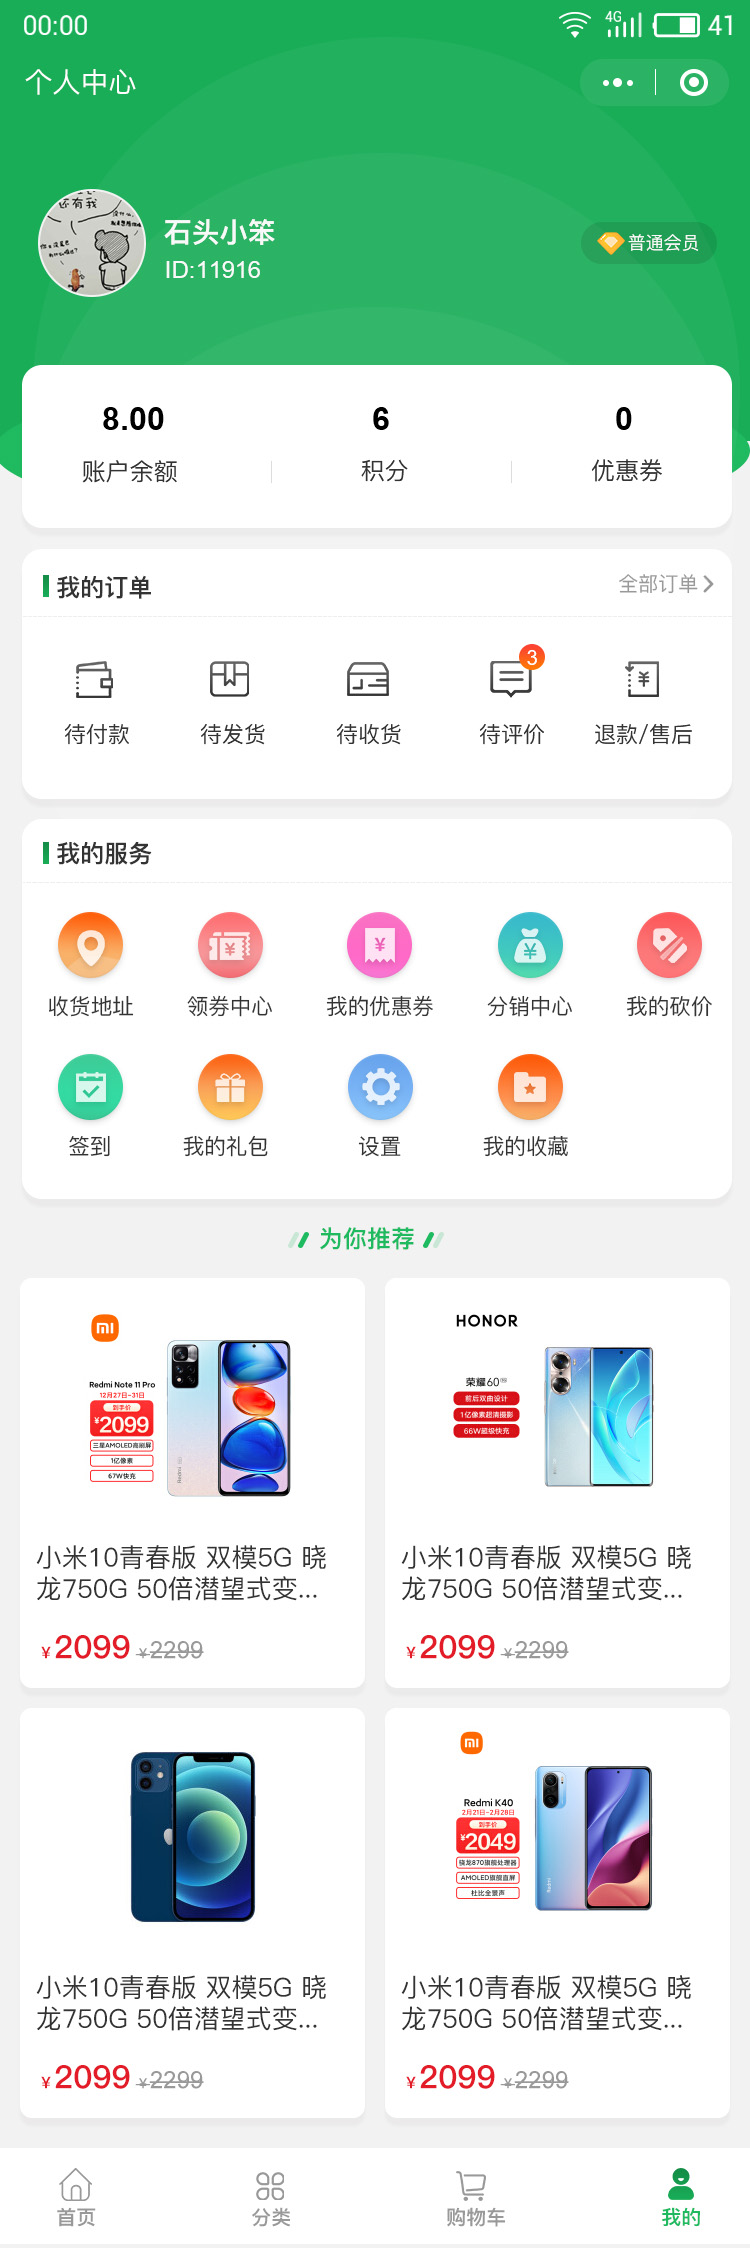 00:00
4G
41
个人中心
还有我
石头小笨
ID:11916
普通会员
8.00
6
0
账户余额
积分
优惠券
我的订单
全部订单
3
待付款
待发货
待收货
待评价
退款/售后
我的服务
收货地址
领券中心
我的优惠券
分销中心
我的砍价
签到
我的礼包
设置
我的收藏
为你推荐
Redmi Note 11 Pro
12月27日-31日
到手价
¥2099
三星AMOLED高刷屏
1亿像素
67W快充
HONOR
荣耀60
前后双曲设计
1亿像素超清摄影
66W超级快充
小米10青春版 双模5G 晓
龙750G 50倍潜望式变...
¥2099 ¥2299
小米10青春版 双模5G 晓
龙750G 50倍潜望式变...
¥2099 ¥2299
Redmi K40
2月21日-2月28日
到手价
¥2049
骁龙870旗舰处理器
AMOLED旗舰直屏
杜比全景声
小米10青春版 双模5G 晓
龙750G 50倍潜望式变...
¥2099 ¥2299
小米10青春版 双模5G 晓
龙750G 50倍潜望式变...
¥2099 ¥2299
首页
分类
购物车
我的